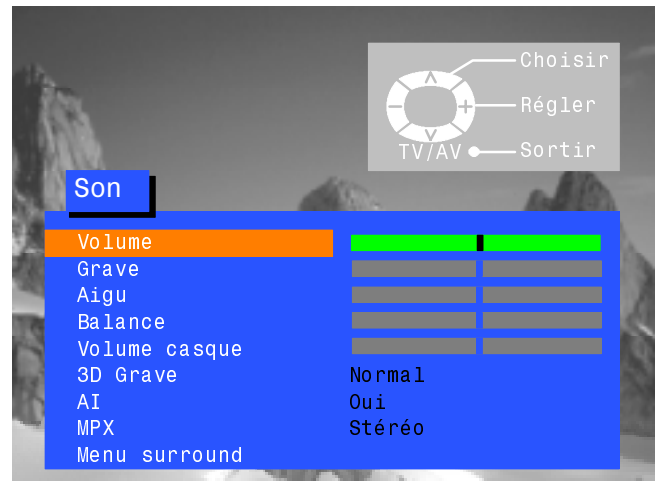 Choisir
Régler
TV/AV Sortir
Son
Volume
Grave
Aigu
Balance
Volume casque
3D Grave Normal
AI Oui
MPX Stéréo
Menu surround